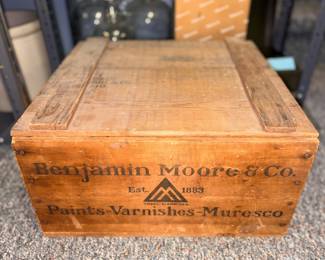 Benjamin Moore & Co.
Est. 1883
Paints-Varnishes-Muresco